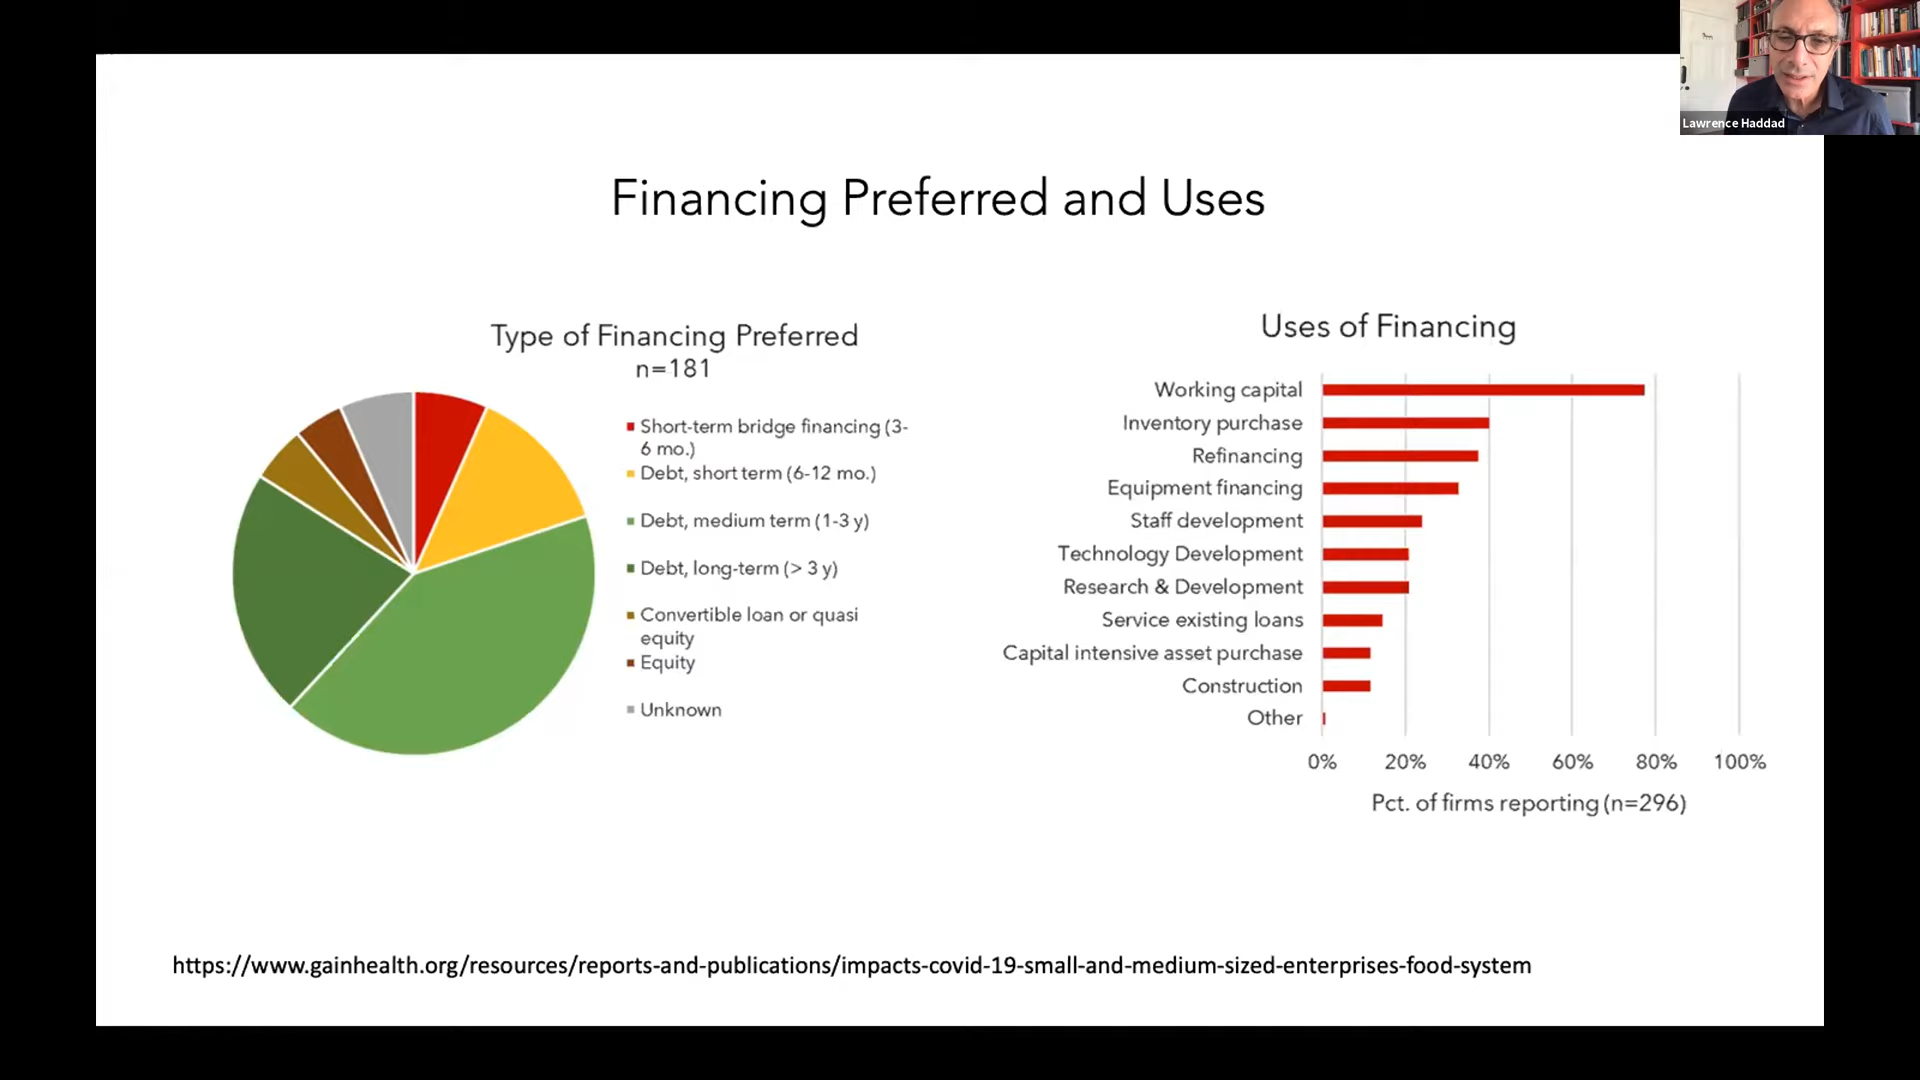 Lawrence Haddad
Financing Preferred and Uses
Type of Financing Preferred
n=181
Short-term bridge financing (3-
6 mo.)
Debt, short term (6-12 mo.)
Debt, medium term (1-3 y)
Debt, long-term (> 3 y)
Convertible loan or quasi
equity
Equity
Unknown
Uses of Financing
Working capital
Inventory purchase
Refinancing
Equipment financing
Staff development
Technology Development
Research & Development
Service existing loans
Capital intensive asset purchase
Construction
Other
0% 20% 40% 60% 80% 100%
Pct. of firms reporting (n=296)
https://www.gainhealth.org/resources/reports-and-publications/impacts-covid-19-small-and-medium-sized-enterprises-food-system